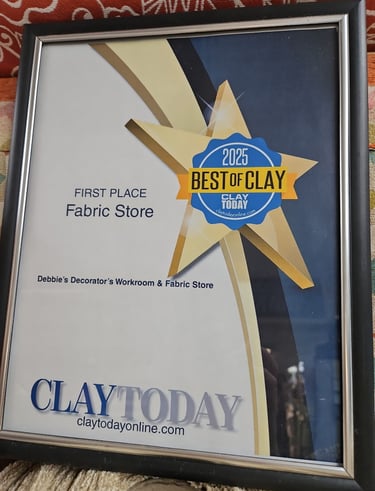 2025
BEST OF CLAY
CLAY
TODAY
claytodayonline.com
FIRST PLACE
Fabric Store
Debbie's Decorator's Workroom & Fabric Store
CLAYTODAY
claytodayonline.com